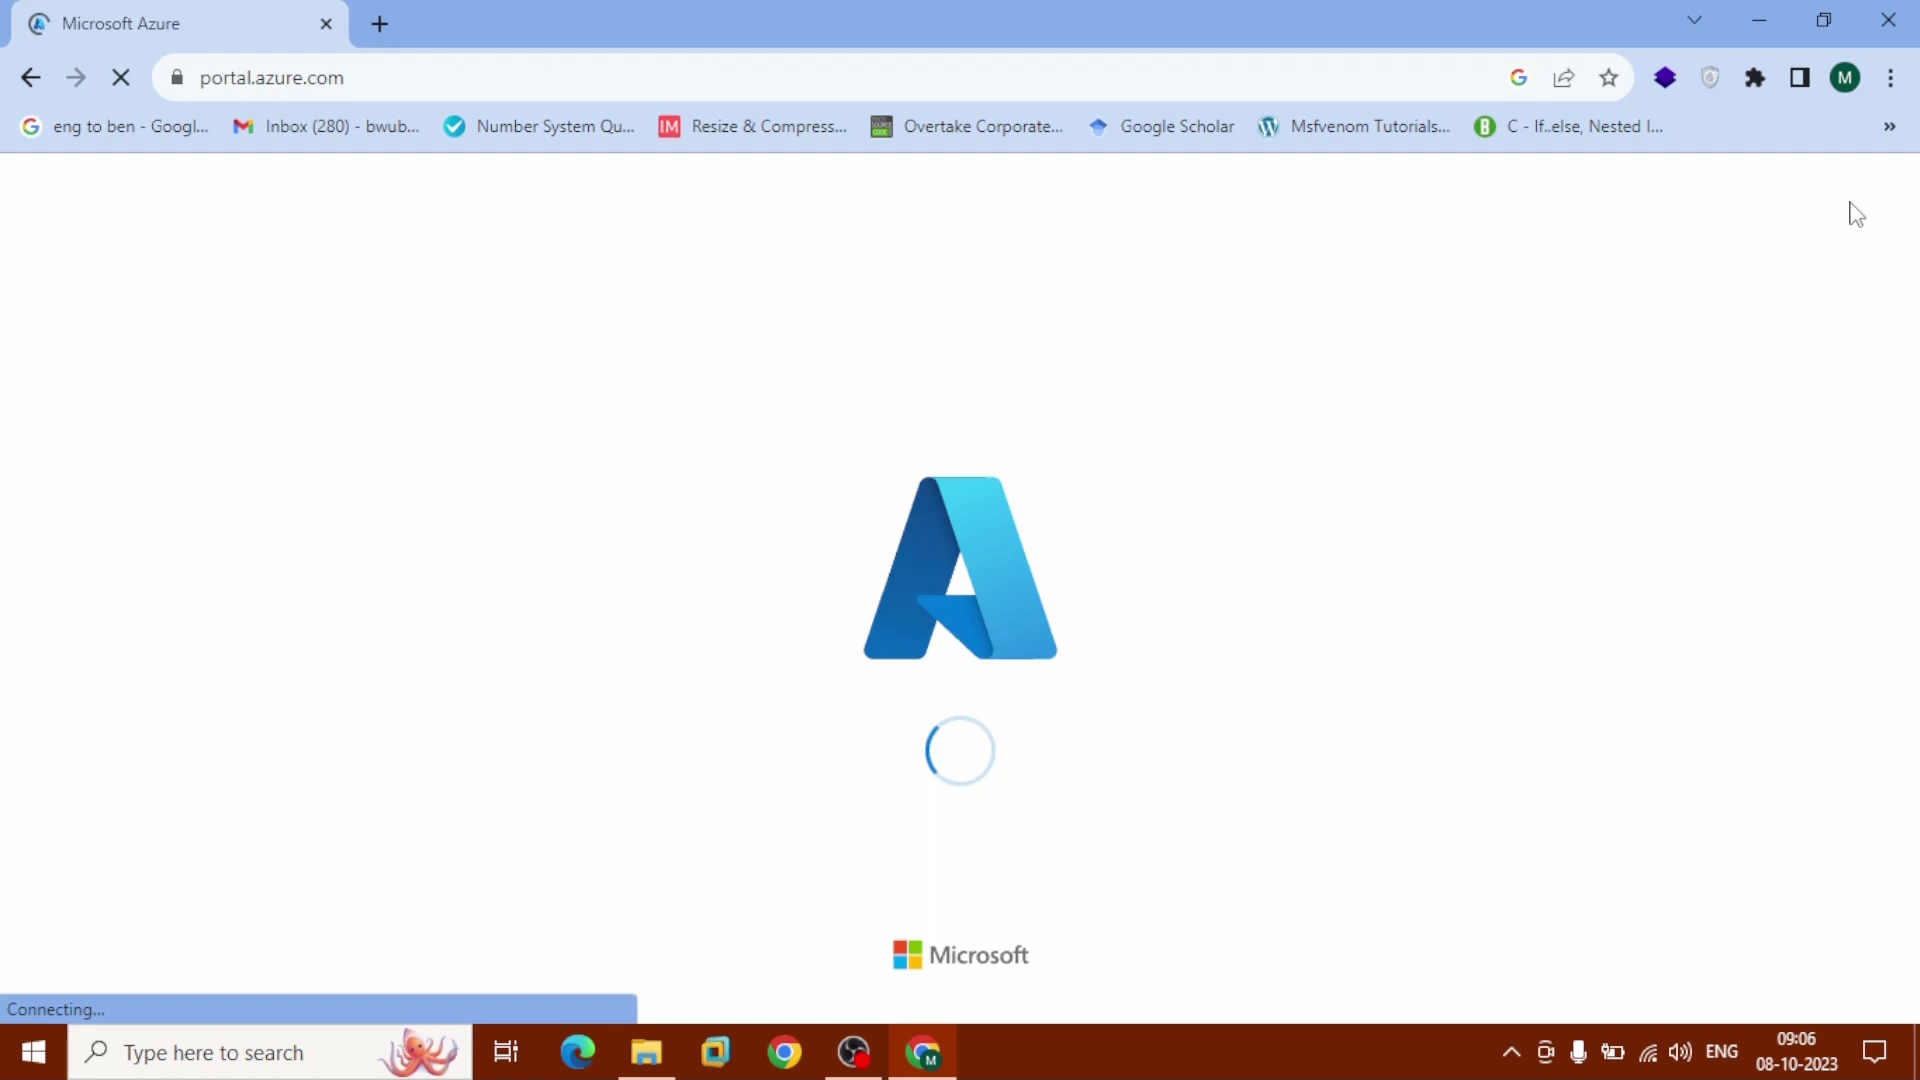 Microsoft Azure
portal.azure.com
M
eng to ben - Googl...
Inbox (280) - bwub...
Number System Qu...
IM
Resize & Compress...
Overtake Corporate...
Google Scholar
Msfvenom Tutorials...
C - If..else, Nested I...
»
Microsoft
Connecting...
Type here to search
M
ENG
09:06
08-10-2023